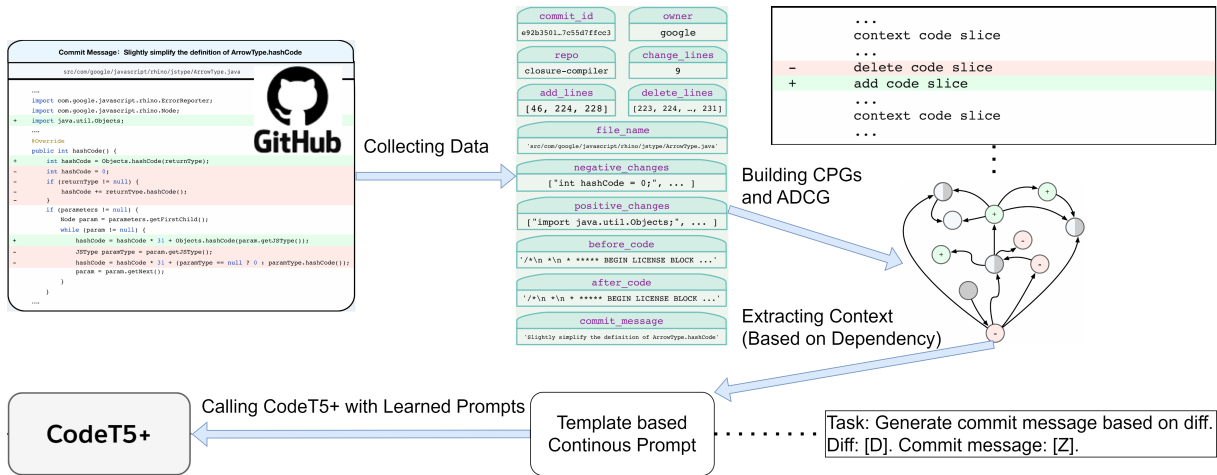 Commit Message: Slightly simplify the definition of ArrowType.hashCode
src/com/google/javascript/rhino/jstype/ArrowType.java
....
import com.google.javascript.rhino.ErrorReporter;
import com.google.javascript.rhino.Node;
+ import java.util.Objects;
....
@Override
public int hashCode() {
+ int hashCode = Objects.hashCode(returnType);
- int hashCode = 0;
- if (returnType != null) {
- hashCode += returnType.hashCode();
- }
if (parameters != null) {
Node param = parameters.getFirstChild();
while (param != null) {
+ hashCode = hashCode * 31 + Objects.hashCode(param.getJSType());
- JSType paramType = param.getJSType();
- hashCode = hashCode * 31 + (paramType == null ? 0 : paramType.hashCode());
param = param.getNext();
}
}
....
GitHub
Collecting Data
commit_id
e92b3501…7c55d7ffcc3
owner
google
repo
closure-compiler
change_lines
9
add_lines
[46, 224, 228]
delete_lines
[223, 224, …, 231]
file_name
'src/com/google/javascript/rhino/jstype/ArrowType.java'
negative_changes
["int hashCode = 0;", ... ]
positive_changes
["import java.util.Objects;", ... ]
before_code
'/*\n *\n * ***** BEGIN LICENSE BLOCK ...'
after_code
'/*\n *\n * ***** BEGIN LICENSE BLOCK ...'
commit_message
'Slightly simplify the definition of ArrowType.hashCode'
Building CPGs
and ADCG
...
context code slice
...
- delete code slice
+ add code slice
...
context code slice
...
+
+
-
+
-
-
Extracting Context
(Based on Dependency)
CodeT5+
Calling CodeT5+ with Learned Prompts
Template based
Continous Prompt
Task: Generate commit message based on diff.
Diff: [D]. Commit message: [Z].